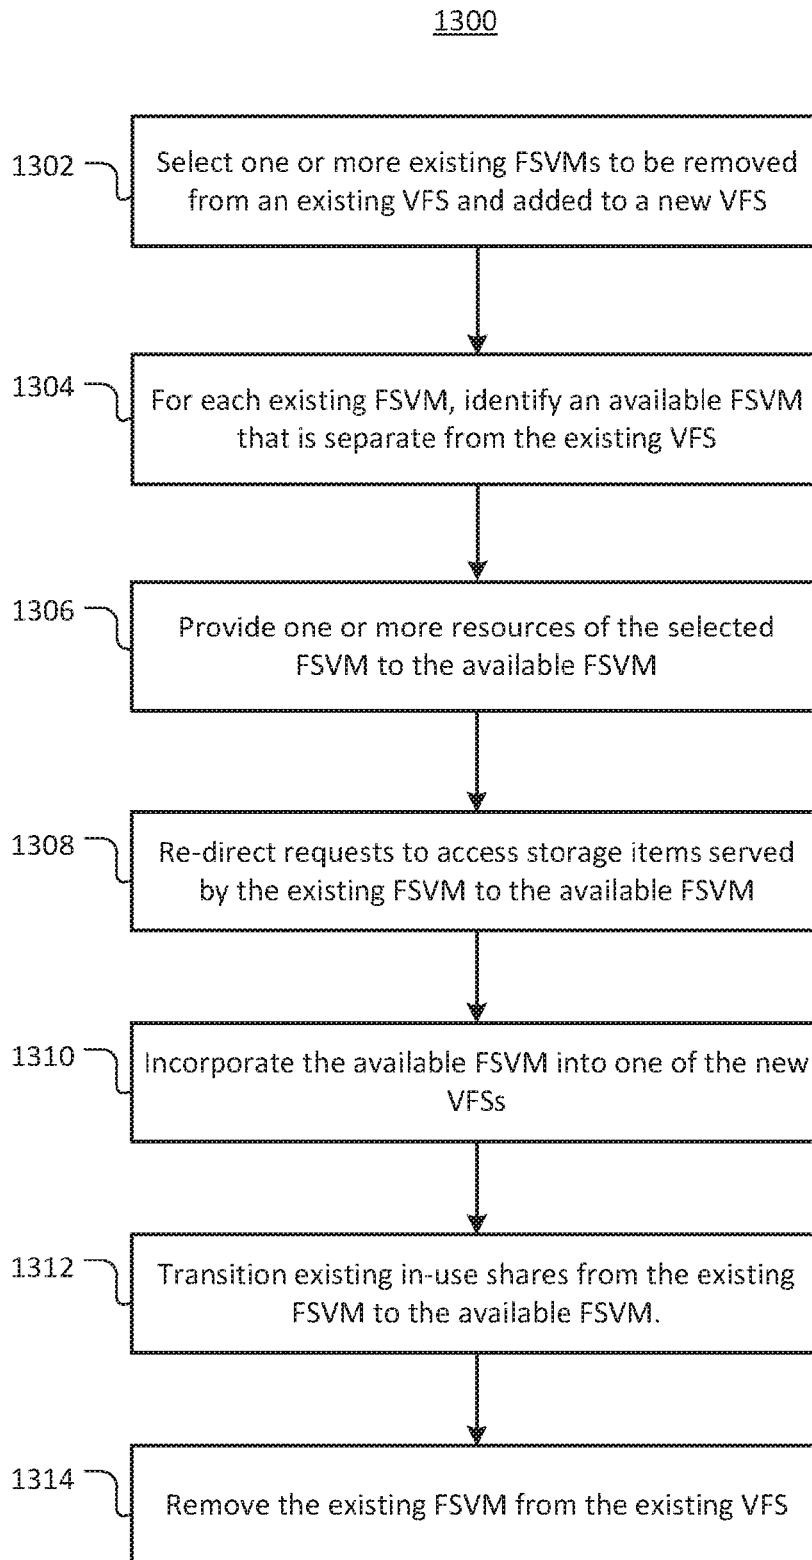 1300
1302
Select one or more existing FSVMs to be removed
from an existing VFS and added to a new VFS
1304
For each existing FSVM, identify an available FSVM
that is separate from the existing VFS
1306
Provide one or more resources of the selected
FSVM to the available FSVM
1308
Re-direct requests to access storage items served
by the existing FSVM to the available FSVM
1310
Incorporate the available FSVM into one of the new
VFSs
1312
Transition existing in-use shares from the existing
FSVM to the available FSVM.
1314
Remove the existing FSVM from the existing VFS